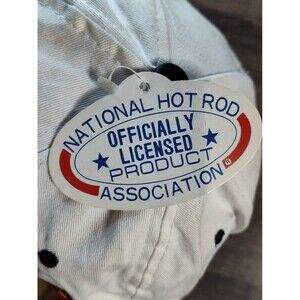 NATIONAL HOT ROD
OFFICIALLY
LICENSED
PRODUCT
ASSOCIATION®